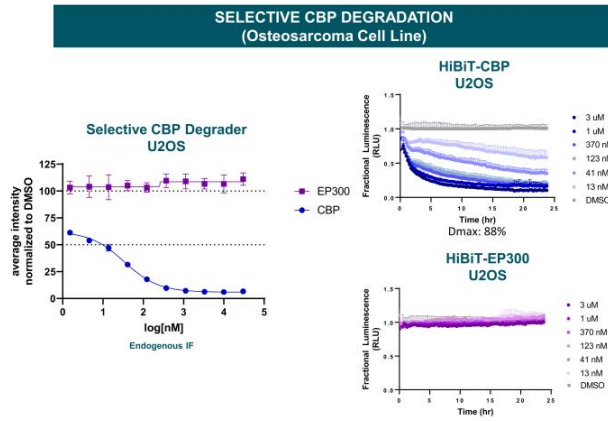 SELECTIVE CBP DEGRADATION
(Osteosarcoma Cell Line)
Selective CBP Degrader
U2OS
average intensity
normalized to DMSO
125
100
75
50
25
0
0
1
2
3
4
5
log[nM]
Endogenous IF
EP300
CBP
HiBiT-CBP
U2OS
Fractional Luminescence
(RLU)
1.5
1.0
0.5
0.0
0
5
10
15
20
25
Time (hr)
Dmax: 88%
3 uM
1 uM
370 nM
123 nM
41 nM
13 nM
DMSO
HiBiT-EP300
U2OS
Fractional Luminescence
(RLU)
1.5
1.0
0.5
0.0
0
5
10
15
20
25
Time (hr)
3 uM
1 uM
370 nM
123 nM
41 nM
13 nM
DMSO